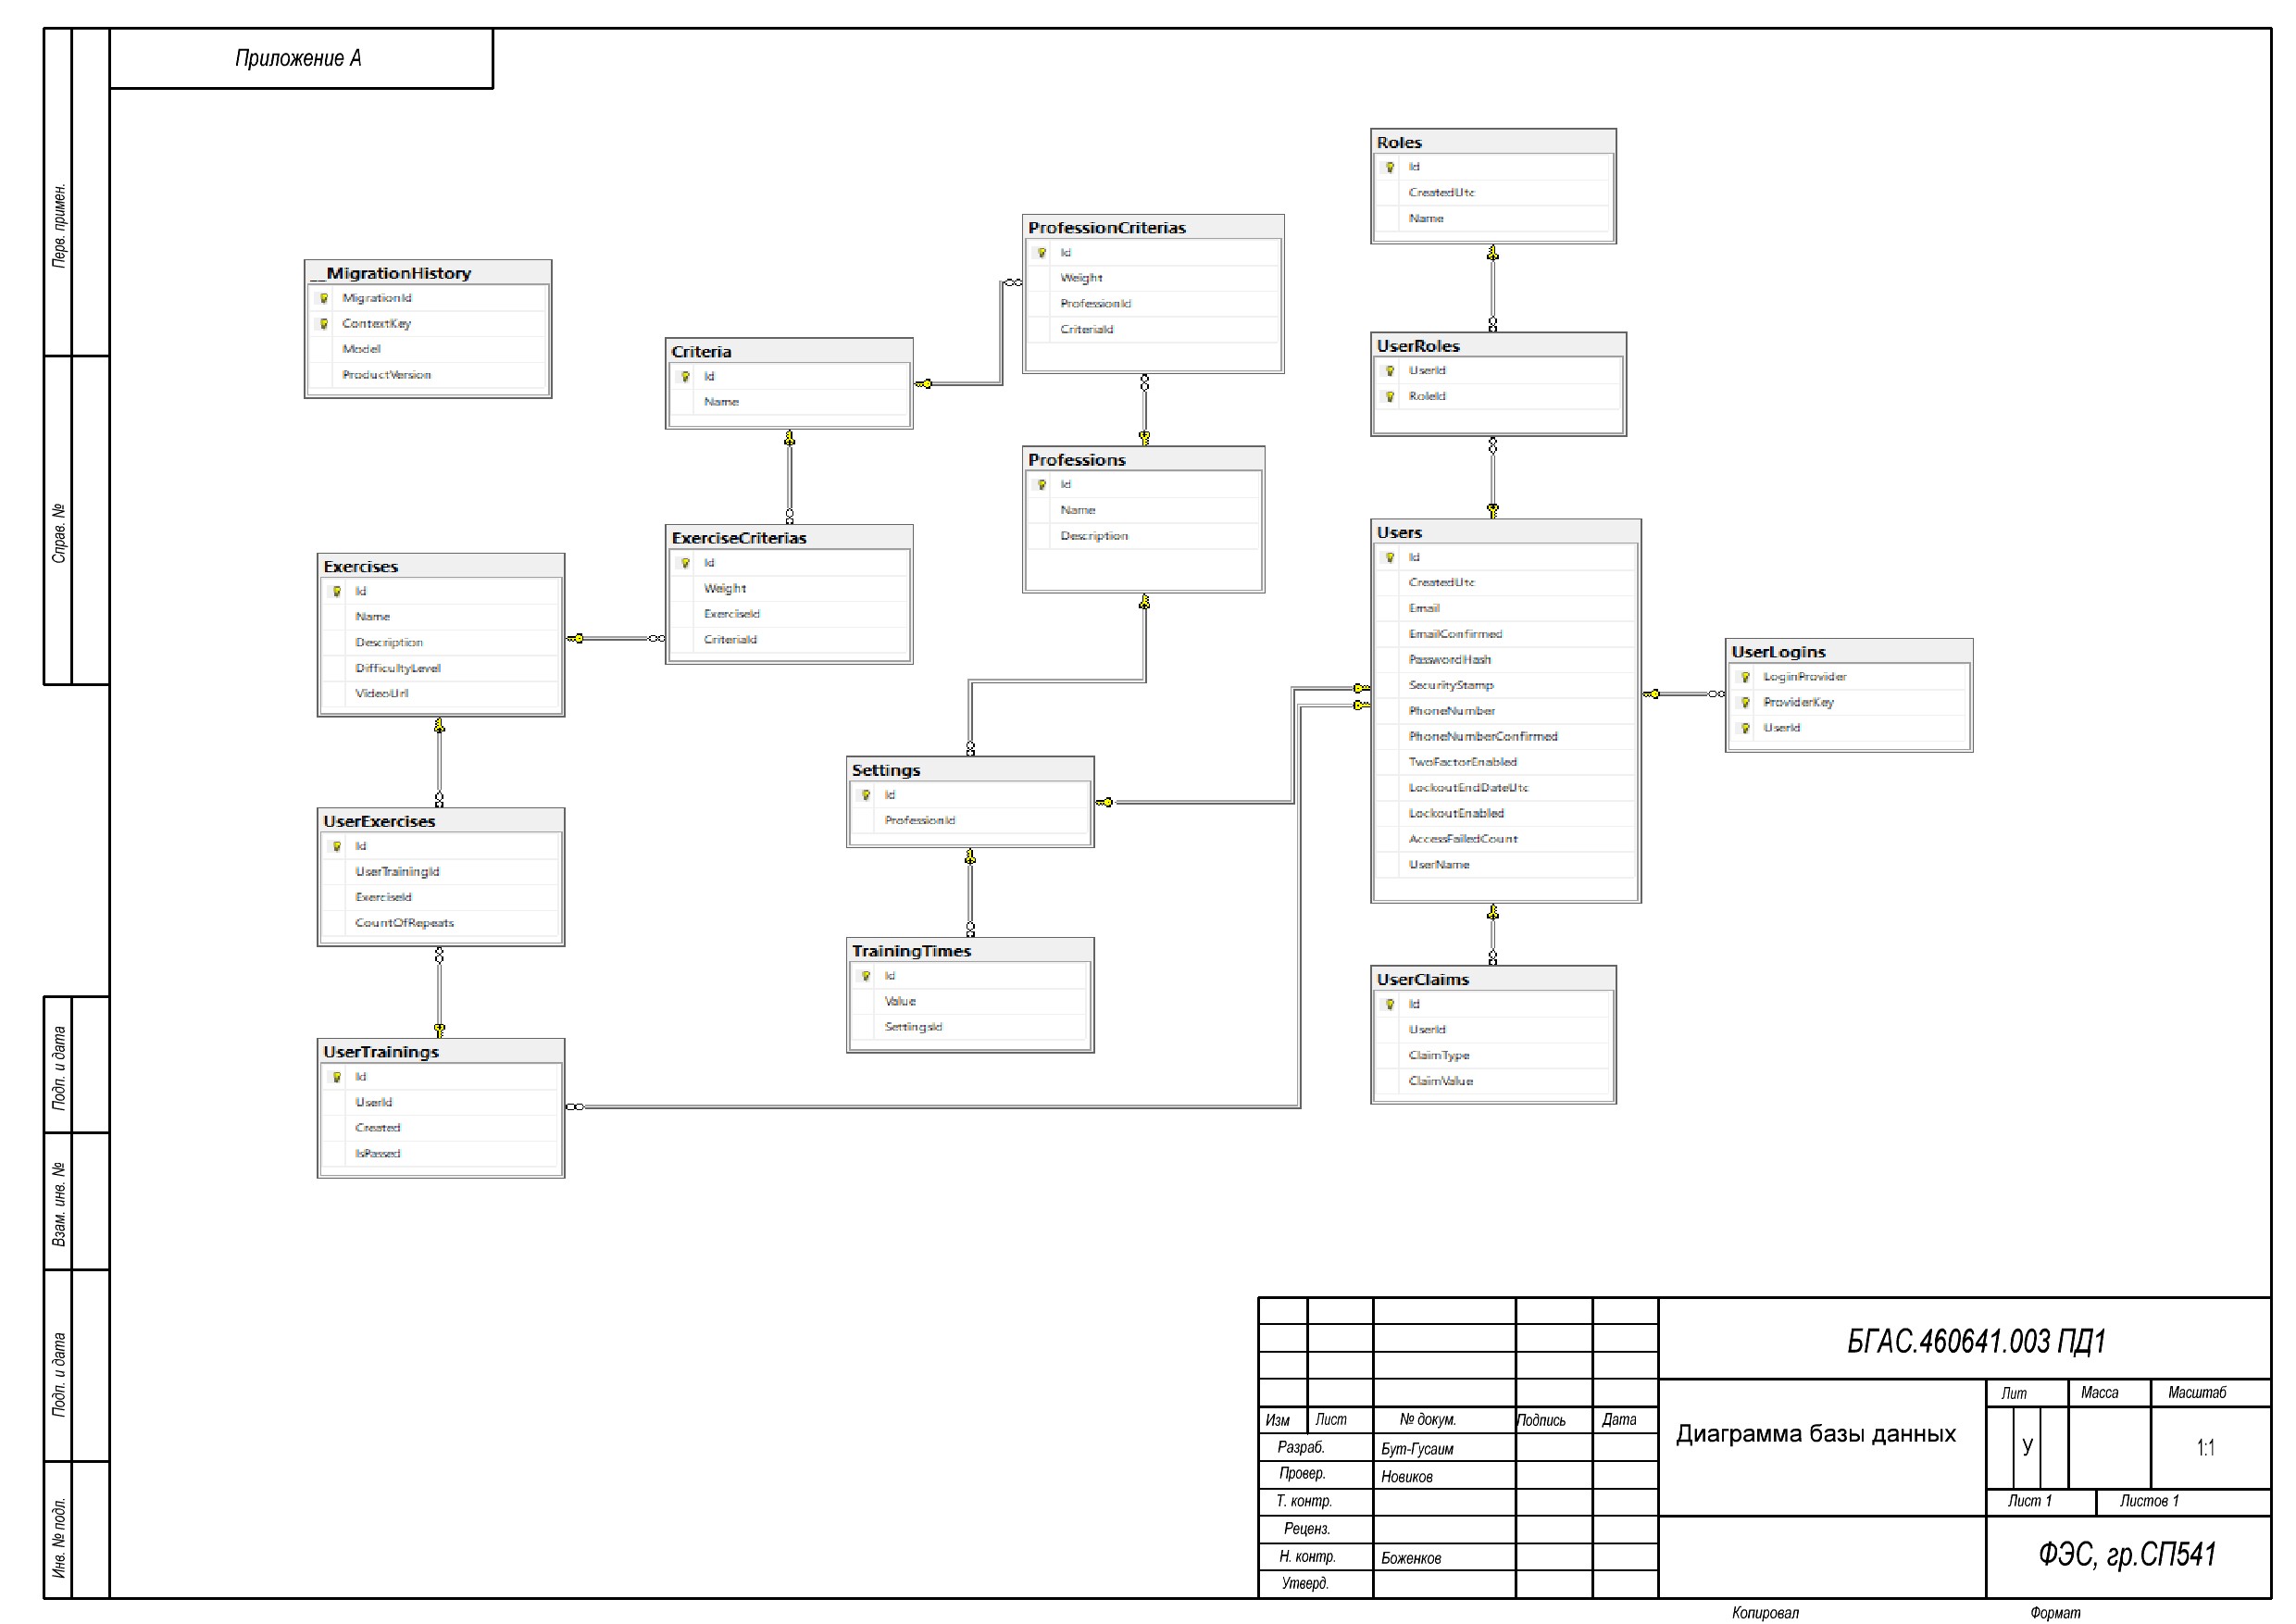 Приложение А
Перв. примен.
Справ. №
Подп. и дата
Взам. инв. №
Подп. и дата
Инв. № подл.
__MigrationHistory
MigrationId
ContextKey
Model
ProductVersion
Criteria
Id
Name
ProfessionCriterias
Id
Weight
ProfessionId
CriteriaId
Roles
Id
CreatedUtc
Name
UserRoles
UserId
RoleId
Professions
Id
Name
Description
Exercises
Id
Name
Description
DifficultyLevel
VideoUrl
ExerciseCriterias
Id
Weight
ExerciseId
CriteriaId
Users
Id
CreatedUtc
Email
EmailConfirmed
PasswordHash
SecurityStamp
PhoneNumber
PhoneNumberConfirmed
TwoFactorEnabled
LockoutEndDateUtc
LockoutEnabled
AccessFailedCount
UserName
UserLogins
LoginProvider
ProviderKey
UserId
Settings
Id
ProfessionId
UserExercises
Id
UserTrainingId
ExerciseId
CountOfRepeats
TrainingTimes
Id
Value
SettingsId
UserClaims
Id
UserId
ClaimType
ClaimValue
UserTrainings
Id
UserId
Created
IsPassed
БГАС.460641.003 ПД1
Изм Лист № докум. Подпись Дата
Разраб. Бут-Гусаим
Провер. Новиков
Т. контр.
Реценз.
Н. контр. Боженков
Утверд.
Диаграмма базы данных
Лит Масса Масштаб
У 1:1
Лист 1 Листов 1
ФЭС, гр.СП541
Копировал Формат